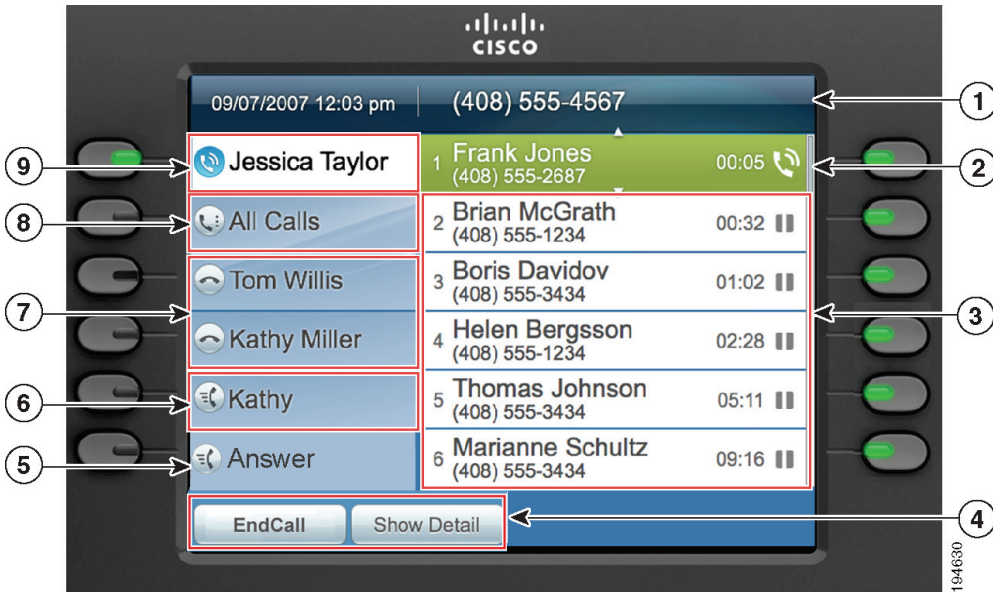 CISCO
09/07/2007 12:03 pm (408) 555-4567
1
9
Jessica Taylor
1 Frank Jones 00:05
(408) 555-2687
2
8
All Calls
2 Brian McGrath 00:32
(408) 555-1234
7
Tom Willis
3 Boris Davidov 01:02
(408) 555-3434
3
Kathy Miller
4 Helen Bergsson 02:28
(408) 555-1234
6
Kathy
5 Thomas Johnson 05:11
(408) 555-3434
5
Answer
6 Marianne Schultz 09:16
(408) 555-3434
EndCall Show Detail
4
194630